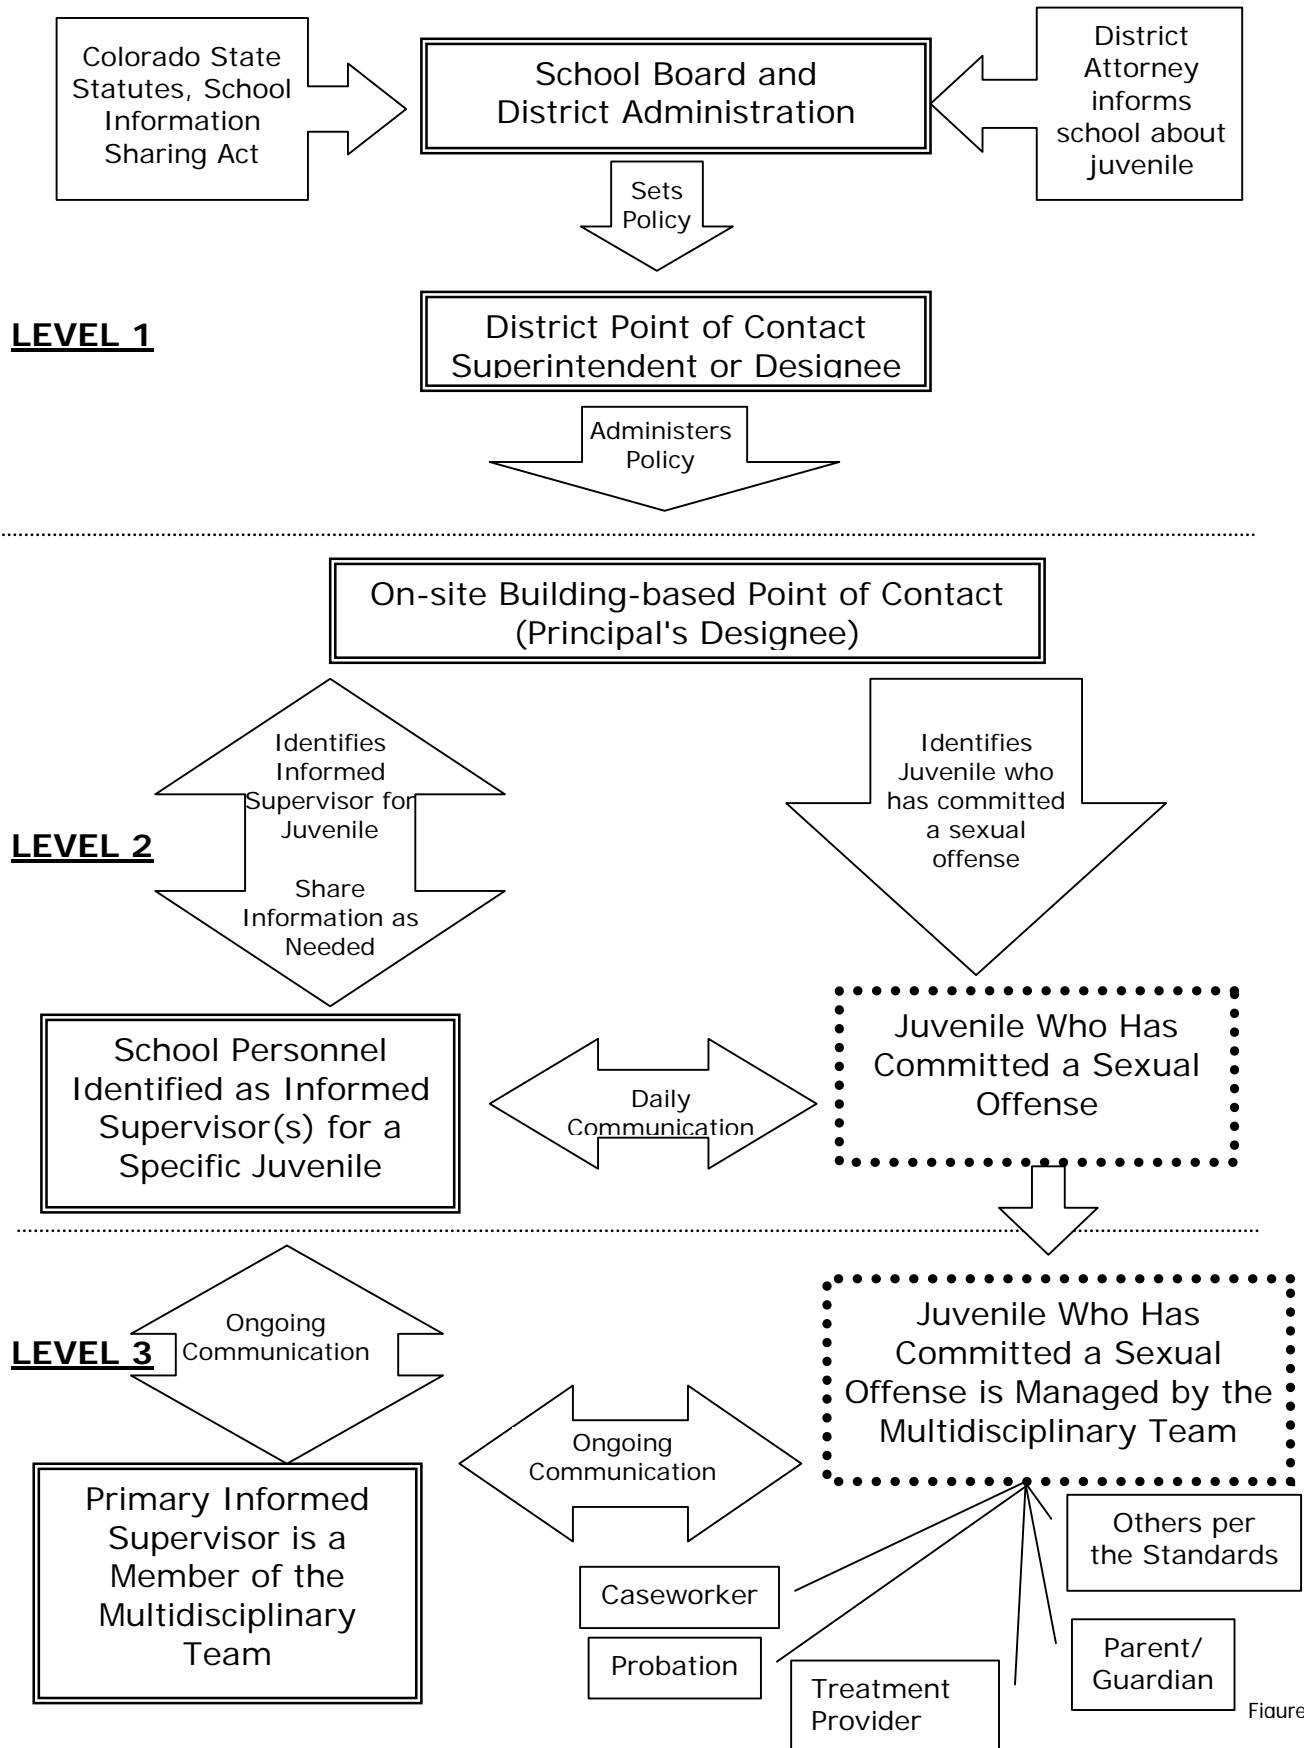 Colorado State
Statutes, School
Information
Sharing Act
School Board and
District Administration
District
Attorney
informs
school about
juvenile
Sets
Policy
LEVEL 1
District Point of Contact
Superintendent or Designee
Administers
Policy
On-site Building-based Point of Contact
(Principal's Designee)
Identifies
Informed
Supervisor for
Juvenile
Share
Information as
Needed
Identifies
Juvenile who
has committed
a sexual
offense
LEVEL 2
School Personnel
Identified as Informed
Supervisor(s) for a
Specific Juvenile
Daily
Communication
Juvenile Who Has
Committed a Sexual
Offense
LEVEL 3
Ongoing
Communication
Juvenile Who Has
Committed a Sexual
Offense is Managed by the
Multidisciplinary Team
Ongoing
Communication
Primary Informed
Supervisor is a
Member of the
Multidisciplinary
Team
Others per
the Standards
Caseworker
Probation
Parent/
Guardian
Treatment
Provider
Figure